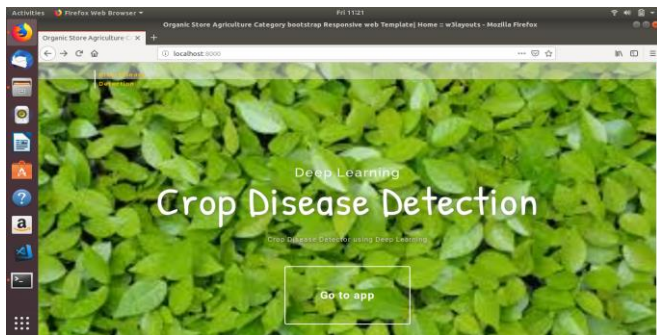 Activities Firefox Web Browser Fri 11:21
Organic Store Agriculture Category bootstrap Responsive web Template| Home :: w3layouts - Mozilla Firefox
Organic Store Agriculture C
localhost:8000
Detection
Deep Learning
Crop Disease Detection
Crop Disease Detector using Deep Learning
Go to app